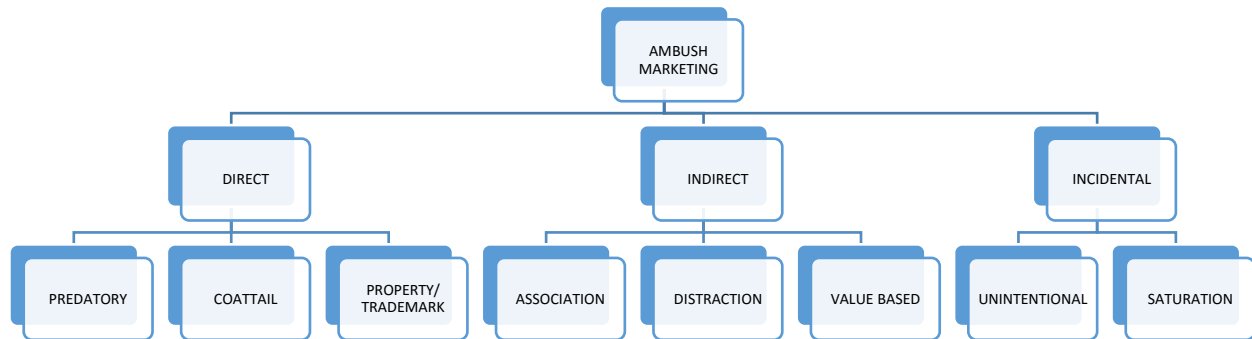 AMBUSH
MARKETING
DIRECT
INDIRECT
INCIDENTAL
PREDATORY
COATTAIL
PROPERTY/
TRADEMARK
ASSOCIATION
DISTRACTION
VALUE BASED
UNINTENTIONAL
SATURATION